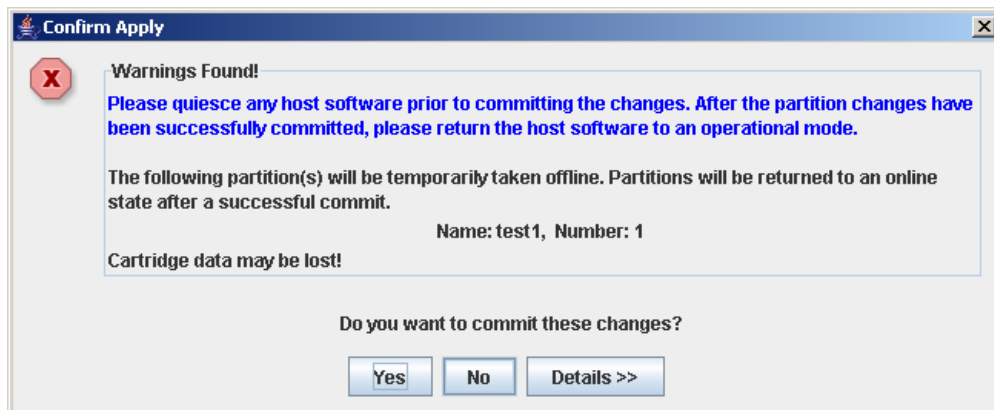 Confirm Apply
Warnings Found!
Please quiesce any host software prior to committing the changes. After the partition changes have
been successfully committed, please return the host software to an operational mode.
The following partition(s) will be temporarily taken offline. Partitions will be returned to an online
state after a successful commit.
Name: test1, Number: 1
Cartridge data may be lost!
Do you want to commit these changes?
Yes No Details >>